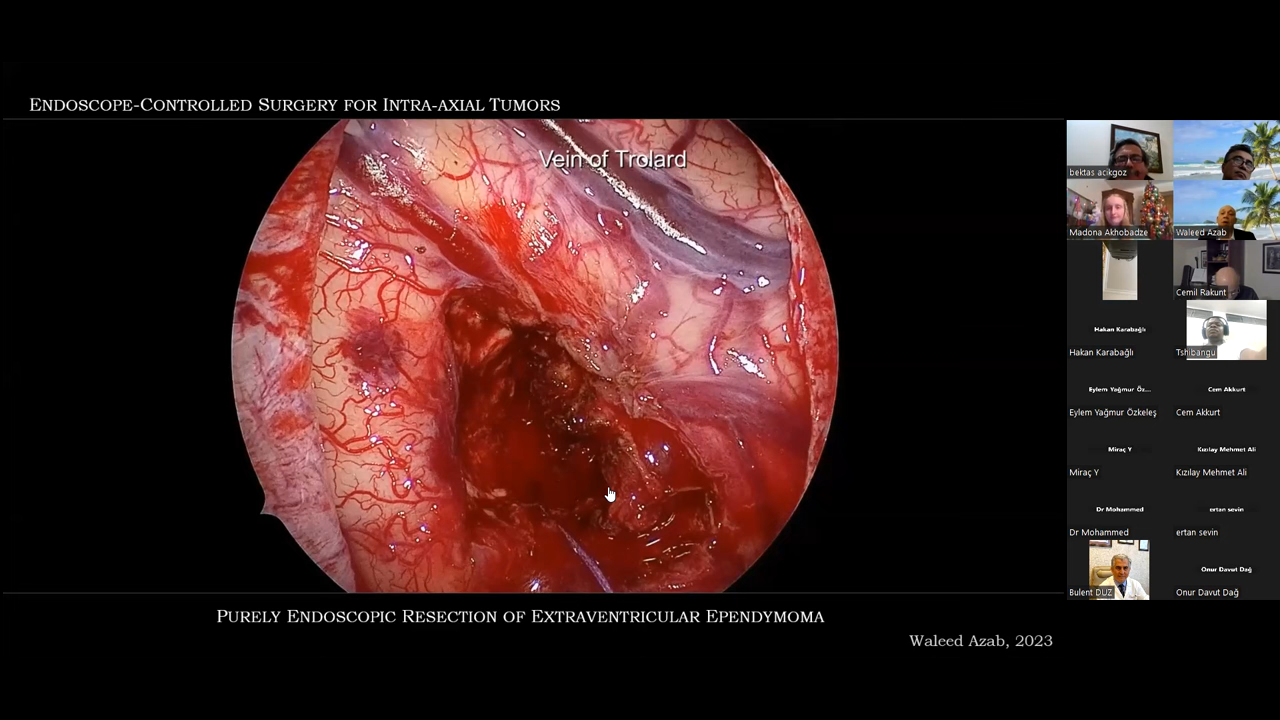 ENDOSCOPE-CONTROLLED SURGERY FOR INTRA-AXIAL TUMORS
Vein of Trolard
PURELY ENDOSCOPIC RESECTION OF EXTRAVENTRICULAR EPENDYMOMA
Waleed Azab, 2023
bektas acikgoz
Madona Akhobadze
Waleed Azab
Cemil Rakunt
Hakan Karabağlı
Hakan Karabağlı
Tshibangu
Eylem Yağmur Öz...
Cem Akkurt
Eylem Yağmur Özkeleş
Cem Akkurt
Miraç Y
Kızılay Mehmet Ali
Miraç Y
Kızılay Mehmet Ali
Dr Mohammed
ertan sevin
Dr Mohammed
ertan sevin
Onur Davut Dağ
Bulent DUZ
Onur Davut Dağ